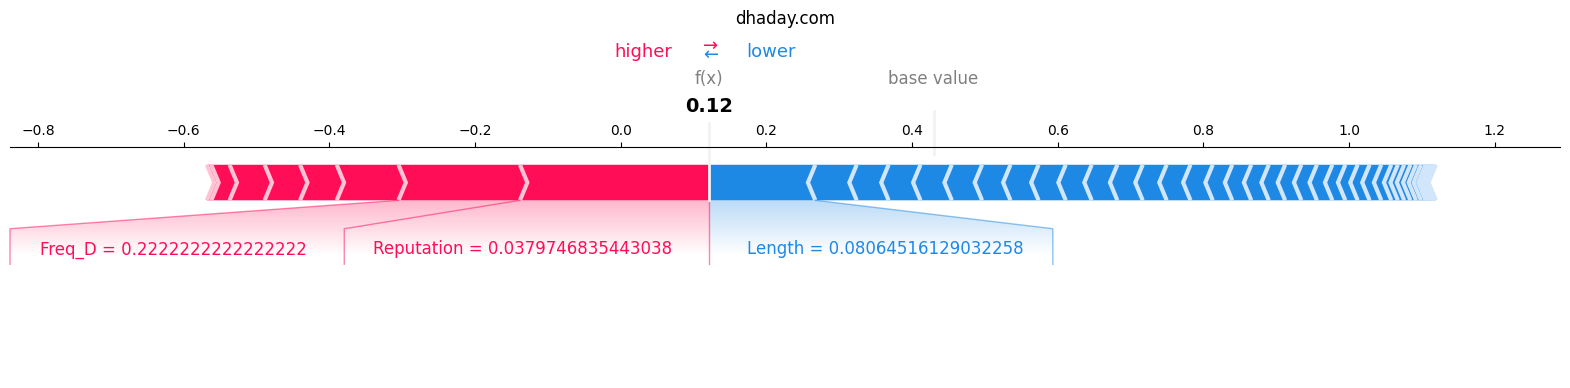 dhaday.com
higher ⇄ lower
f(x) base value
0.12
−0.8 −0.6 −0.4 −0.2 0.0 0.2 0.4 0.6 0.8 1.0 1.2
Freq_D = 0.2222222222222222 Reputation = 0.0379746835443038 Length = 0.08064516129032258